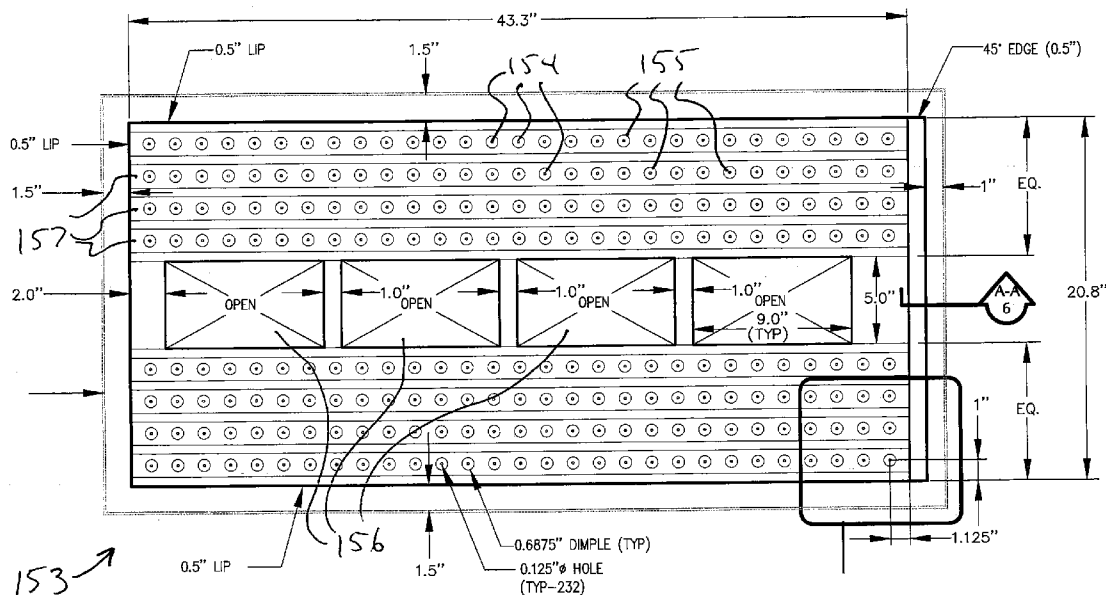 43.3"
0.5" LIP
1.5"
154
155
45° EDGE (0.5")
0.5" LIP
1.5"
1"
EQ.
157
2.0"
OPEN
1.0"
OPEN
1.0"
OPEN
1.0"
OPEN
9.0"
(TYP)
5.0"
A-A
6
20.8"
1"
EQ.
153
0.5" LIP
156
1.5"
0.6875" DIMPLE (TYP)
0.125"ø HOLE
(TYP-232)
1.125"